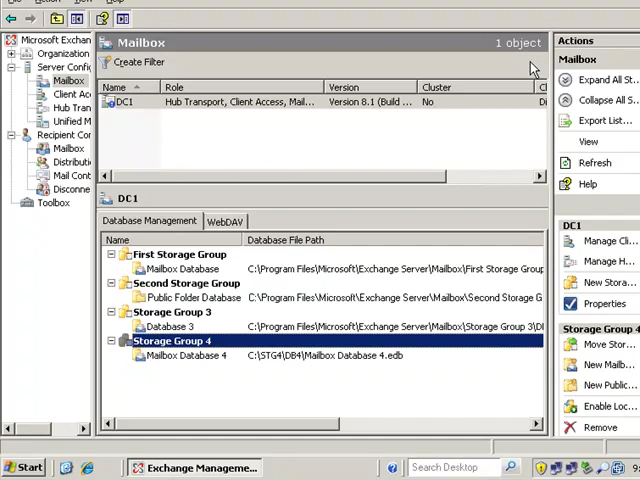 Microsoft Exchan
Organization
Server Confi
Mailbox
Client Ac
Hub Tran
Unified M
Recipient Co
Mailbox
Distributi
Mail Cont
Disconne
Toolbox
Mailbox 1 object
Create Filter
Name Role Version Cluster
DC1 Hub Transport, Client Access, Mail... Version 8.1 (Build ... No Di
DC1
Database Management WebDAV
Name Database File Path
First Storage Group
Mailbox Database C:\Program Files\Microsoft\Exchange Server\Mailbox\First Storage Group
Second Storage Group
Public Folder Database C:\Program Files\Microsoft\Exchange Server\Mailbox\Second Storage G
Storage Group 3
Database 3 C:\Program Files\Microsoft\Exchange Server\Mailbox\Storage Group 3\D
Storage Group 4
Mailbox Database 4 C:\STG4\DB4\Mailbox Database 4.edb
Actions
Mailbox
Expand All S...
Collapse All S...
Export List...
View
Refresh
Help
DC1
Manage Cli...
Manage H...
New Stora...
Properties
Storage Group 4
Move Stor...
New Mailb...
New Public...
Enable Loc...
Remove
Start Exchange Manageme... Search Desktop 9: